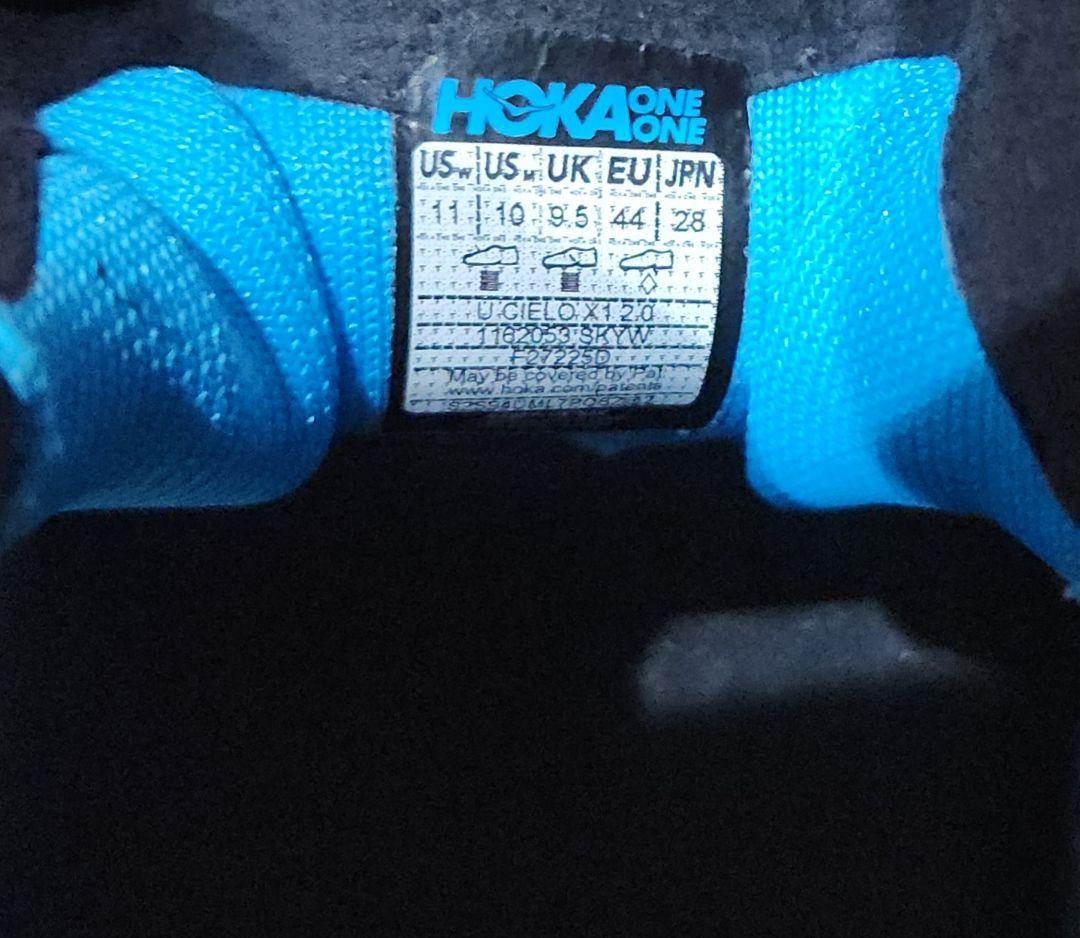 HOKA ONE ONE
US W US M UK EU JPN
11 10 9.5 44 28
U CIELO X1 2.0
1162053 SKYW
F27225D
May be covered by Pat.
www.hoka.com/patents